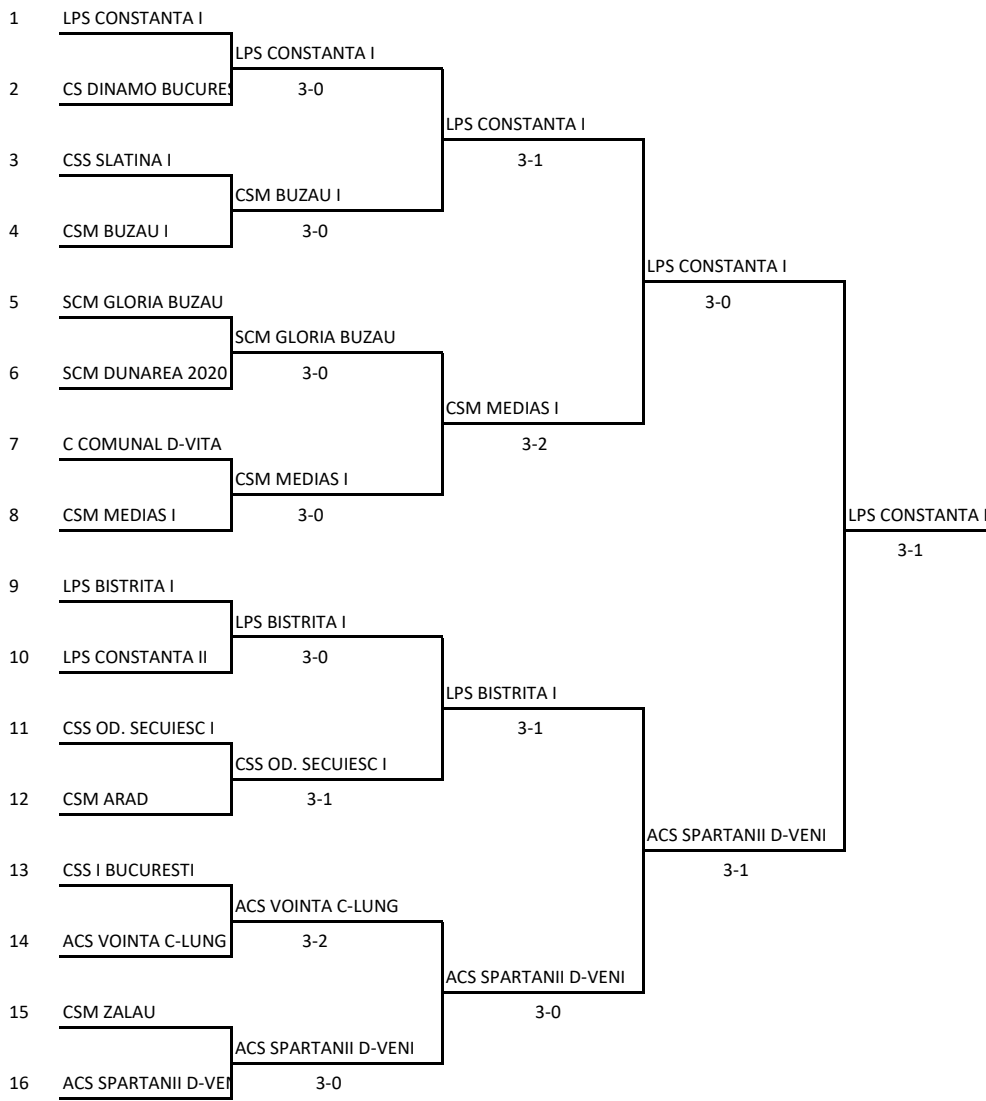 1 LPS CONSTANTA I
LPS CONSTANTA I
2 CS DINAMO BUCURES 3-0
LPS CONSTANTA I
3 CSS SLATINA I 3-1
CSM BUZAU I
4 CSM BUZAU I 3-0
LPS CONSTANTA I
5 SCM GLORIA BUZAU 3-0
SCM GLORIA BUZAU
6 SCM DUNAREA 2020 3-0
CSM MEDIAS I
7 C COMUNAL D-VITA 3-2
CSM MEDIAS I
8 CSM MEDIAS I 3-0 LPS CONSTANTA I
3-1
9 LPS BISTRITA I
LPS BISTRITA I
10 LPS CONSTANTA II 3-0
LPS BISTRITA I
11 CSS OD. SECUIESC I 3-1
CSS OD. SECUIESC I
12 CSM ARAD 3-1
ACS SPARTANII D-VENI
13 CSS I BUCURESTI 3-1
ACS VOINTA C-LUNG
14 ACS VOINTA C-LUNG 3-2
ACS SPARTANII D-VENI
15 CSM ZALAU 3-0
ACS SPARTANII D-VENI
16 ACS SPARTANII D-VEN 3-0